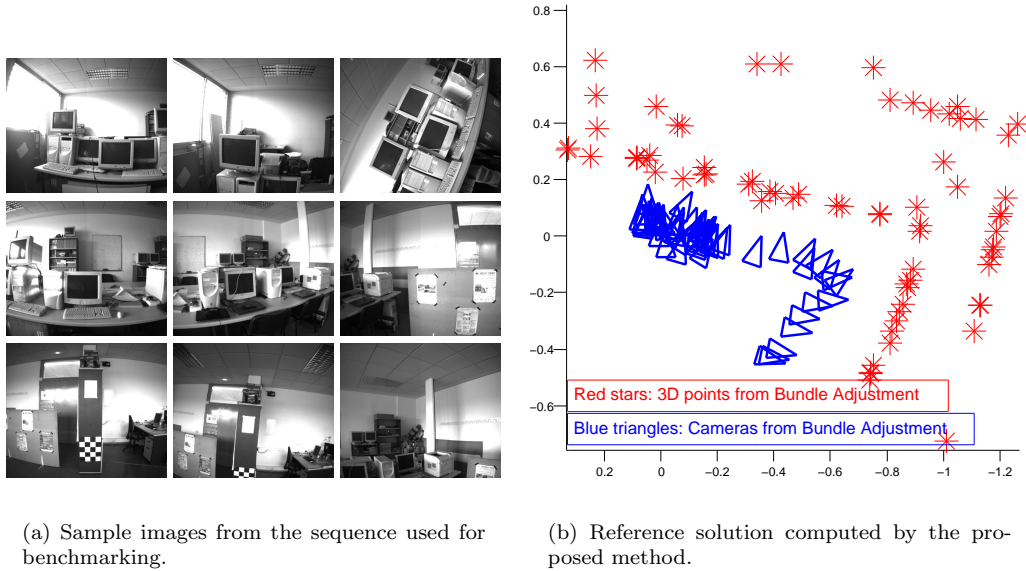 0.8
0.6
0.4
0.2
0
−0.2
−0.4
−0.6
Red stars: 3D points from Bundle Adjustment
Blue triangles: Cameras from Bundle Adjustment
0.2 0 −0.2 −0.4 −0.6 −0.8 −1 −1.2
(a) Sample images from the sequence used for
benchmarking.
(b) Reference solution computed by the pro-
posed method.